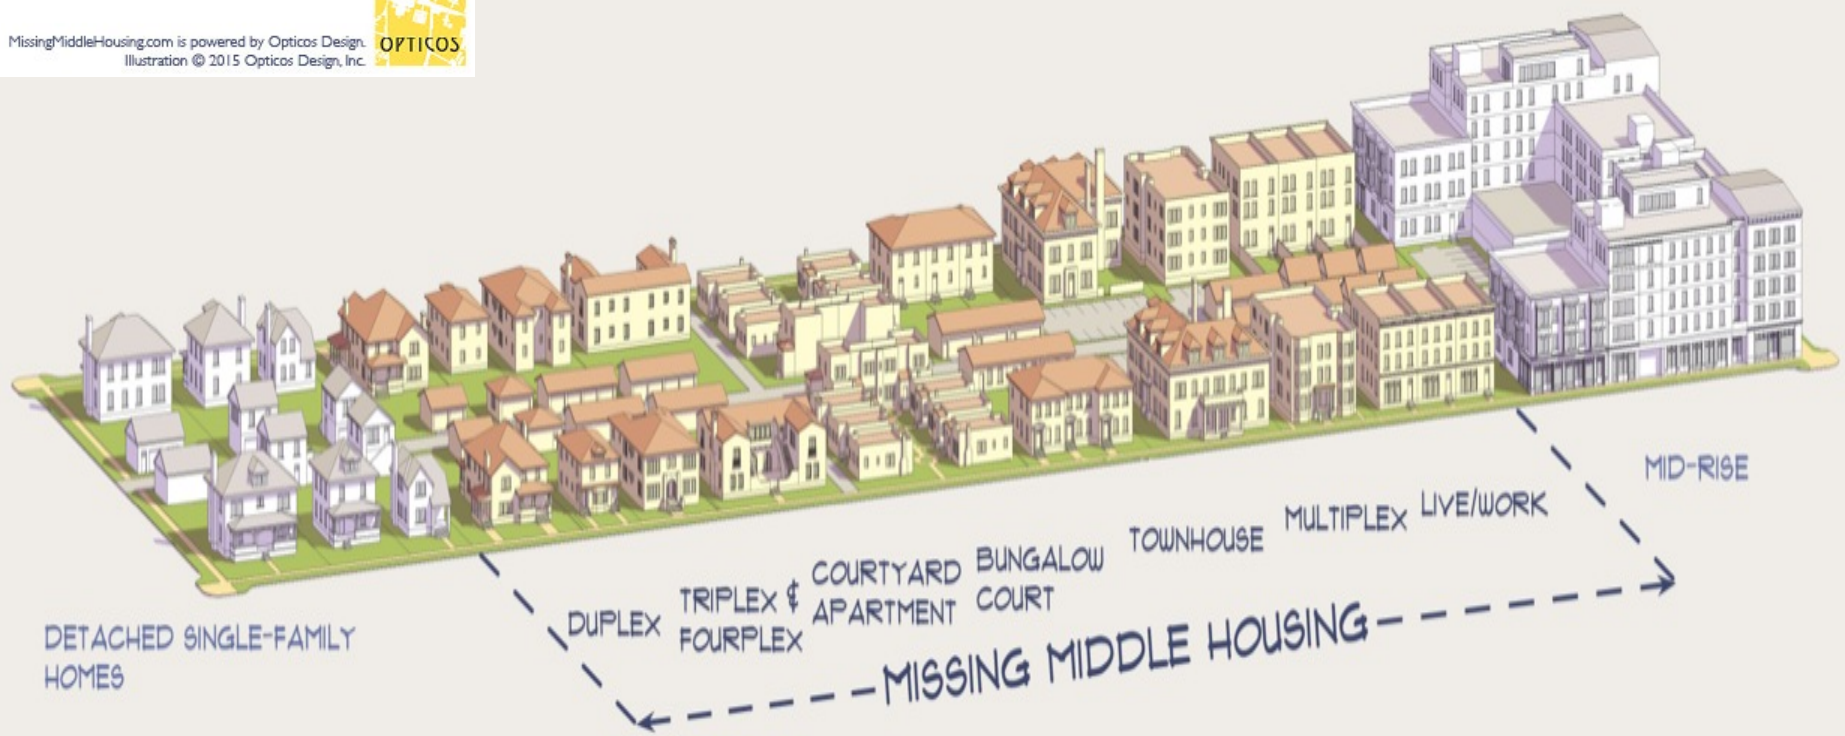 MissingMiddleHousing.com is powered by Opticos Design.
Illustration © 2015 Opticos Design, Inc.
OPTICOS
DETACHED SINGLE-FAMILY
HOMES
DUPLEX
TRIPLEX &
FOURPLEX
COURTYARD
APARTMENT
BUNGALOW
COURT
TOWNHOUSE
MULTIPLEX
LIVE/WORK
MID-RISE
MISSING MIDDLE HOUSING